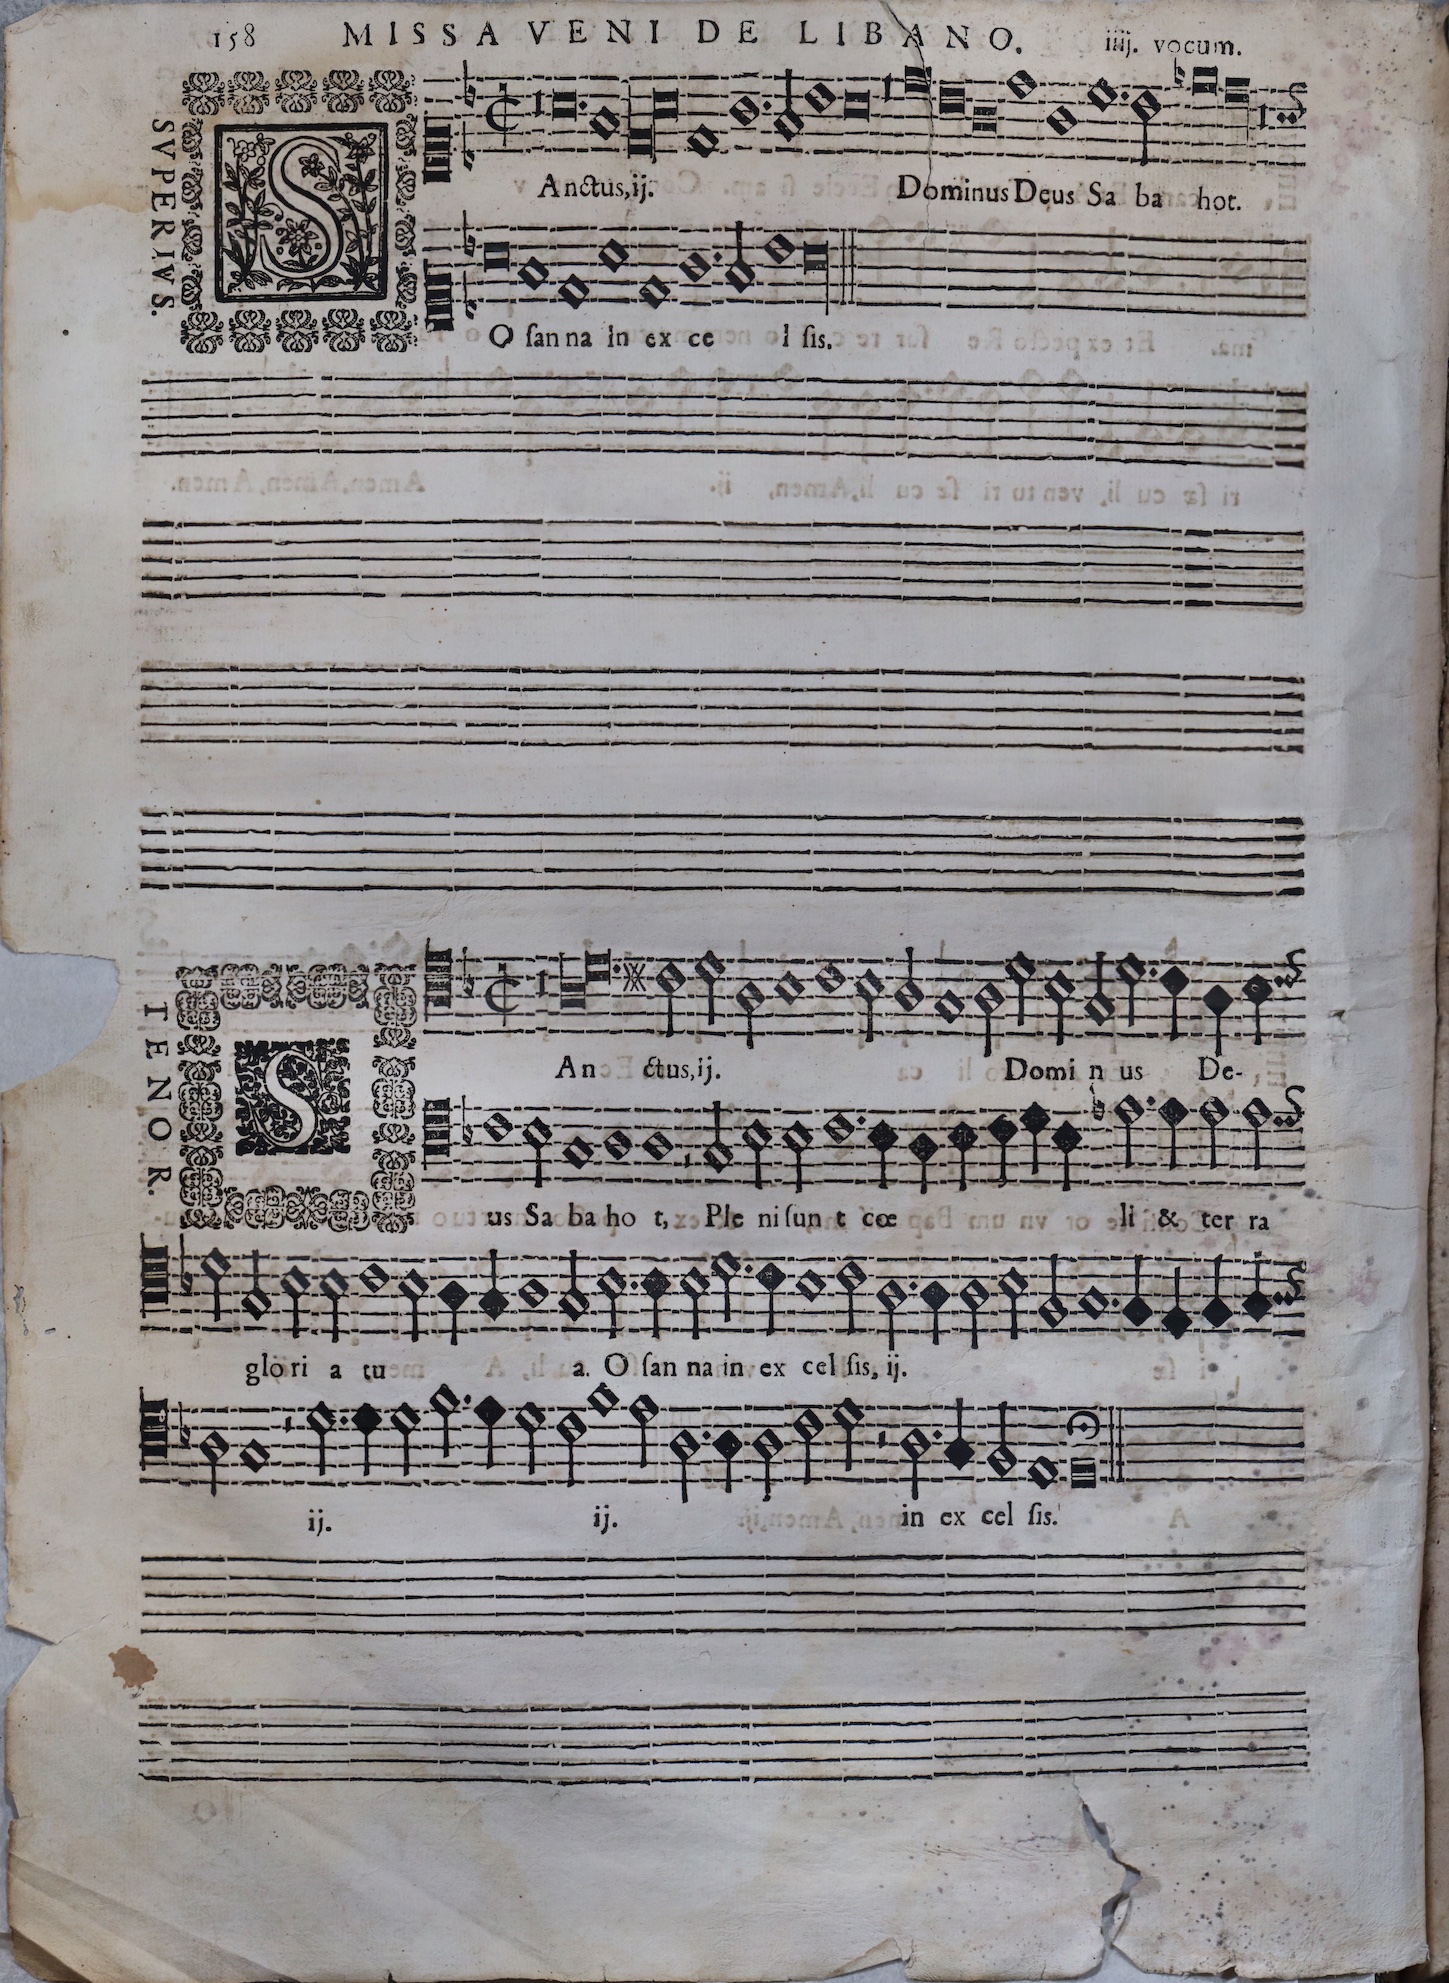 158 MISSA VENI DE LIBANO. iiij. vocum.
SVPERIVS.
SAnctus, ij. Dominus Deus Sa ba hot.
O ſan na in ex ce l ſis.
TENOR.
SAn ctus, ij. Domi n us De-
us Sa ba ho t, Ple ni ſun t cœ li & ter ra
glo ri a tu a. O ſan na in ex cel ſis, ij.
ij. ij. in ex cel ſis.